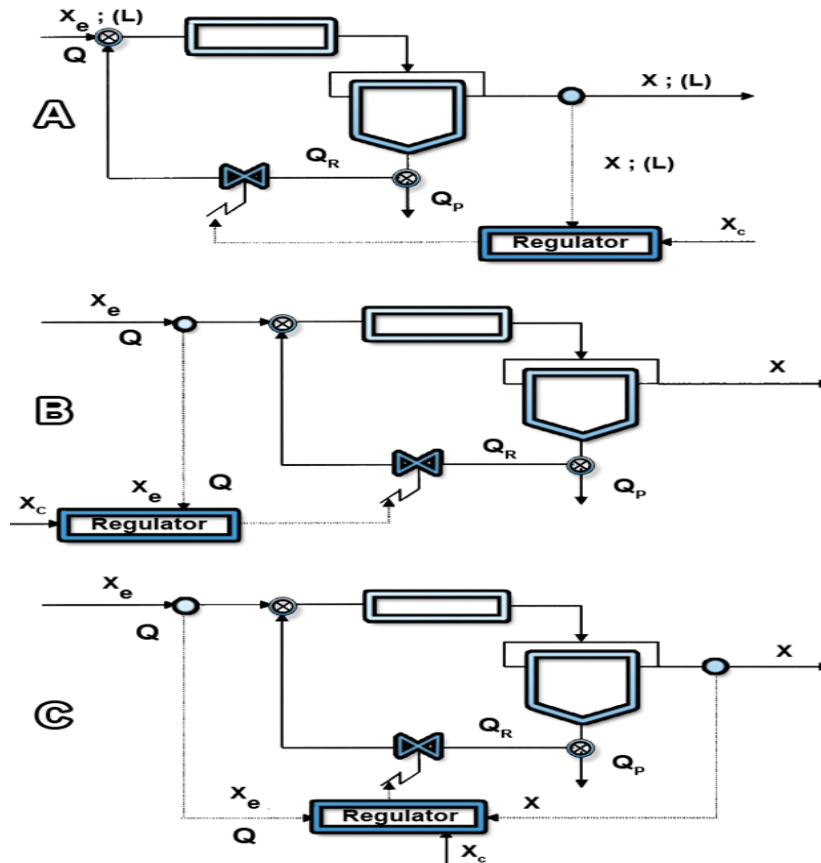 Xe ; (L)
Q
A
X ; (L)
QR
X ; (L)
QP
Regulator
Xc
Xe
Q
B
X
QR
Xe
Q
QP
Xc
Regulator
Xe
Q
C
X
QR
QP
Xe
Q
Regulator
X
Xc